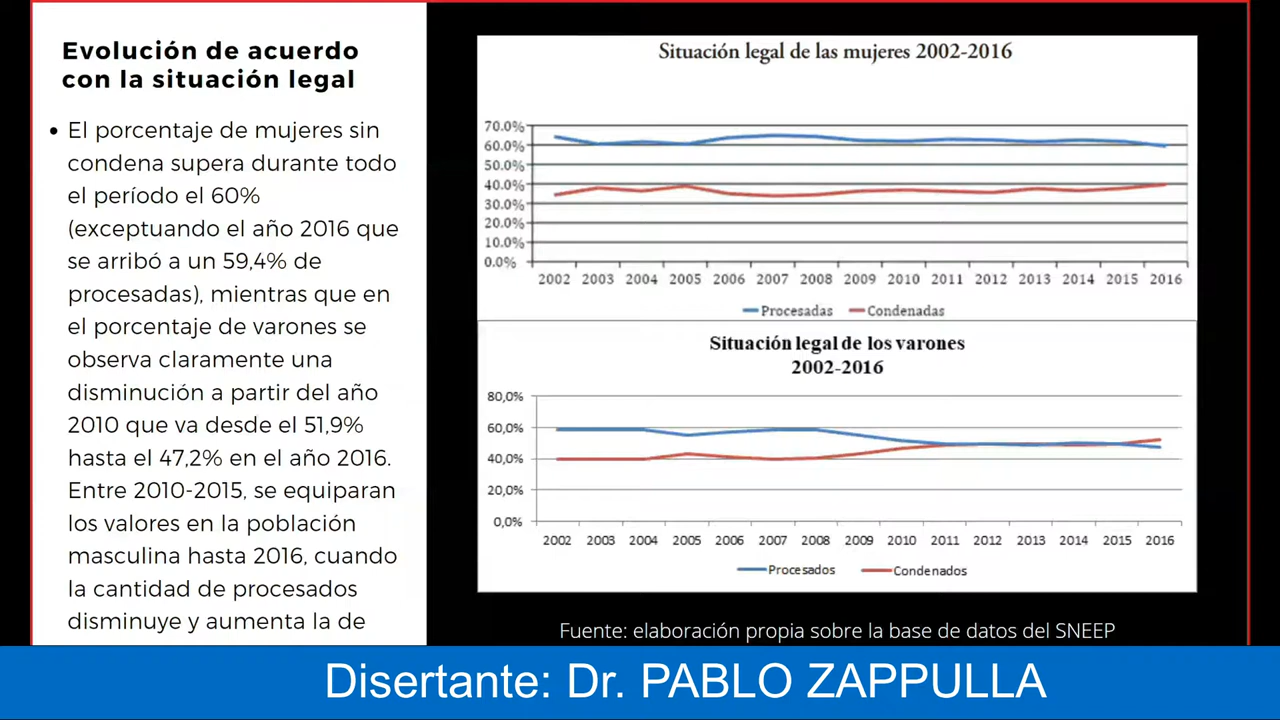 Evolución de acuerdo
con la situación legal
• El porcentaje de mujeres sin
condena supera durante todo
el período el 60%
(exceptuando el año 2016 que
se arribó a un 59,4% de
procesadas), mientras que en
el porcentaje de varones se
observa claramente una
disminución a partir del año
2010 que va desde el 51,9%
hasta el 47,2% en el año 2016.
Entre 2010-2015, se equiparan
los valores en la población
masculina hasta 2016, cuando
la cantidad de procesados
disminuye y aumenta la de
Situación legal de las mujeres 2002-2016
70.0%
60.0%
50.0%
40.0%
30.0%
20.0%
10.0%
0.0%
2002 2003 2004 2005 2006 2007 2008 2009 2010 2011 2012 2013 2014 2015 2016
Procesadas Condenadas
Situación legal de los varones
2002-2016
80,0%
60,0%
40,0%
20,0%
0,0%
2002 2003 2004 2005 2006 2007 2008 2009 2010 2011 2012 2013 2014 2015 2016
Procesados Condenados
Fuente: elaboración propia sobre la base de datos del SNEEP
Disertante: Dr. PABLO ZAPPULLA